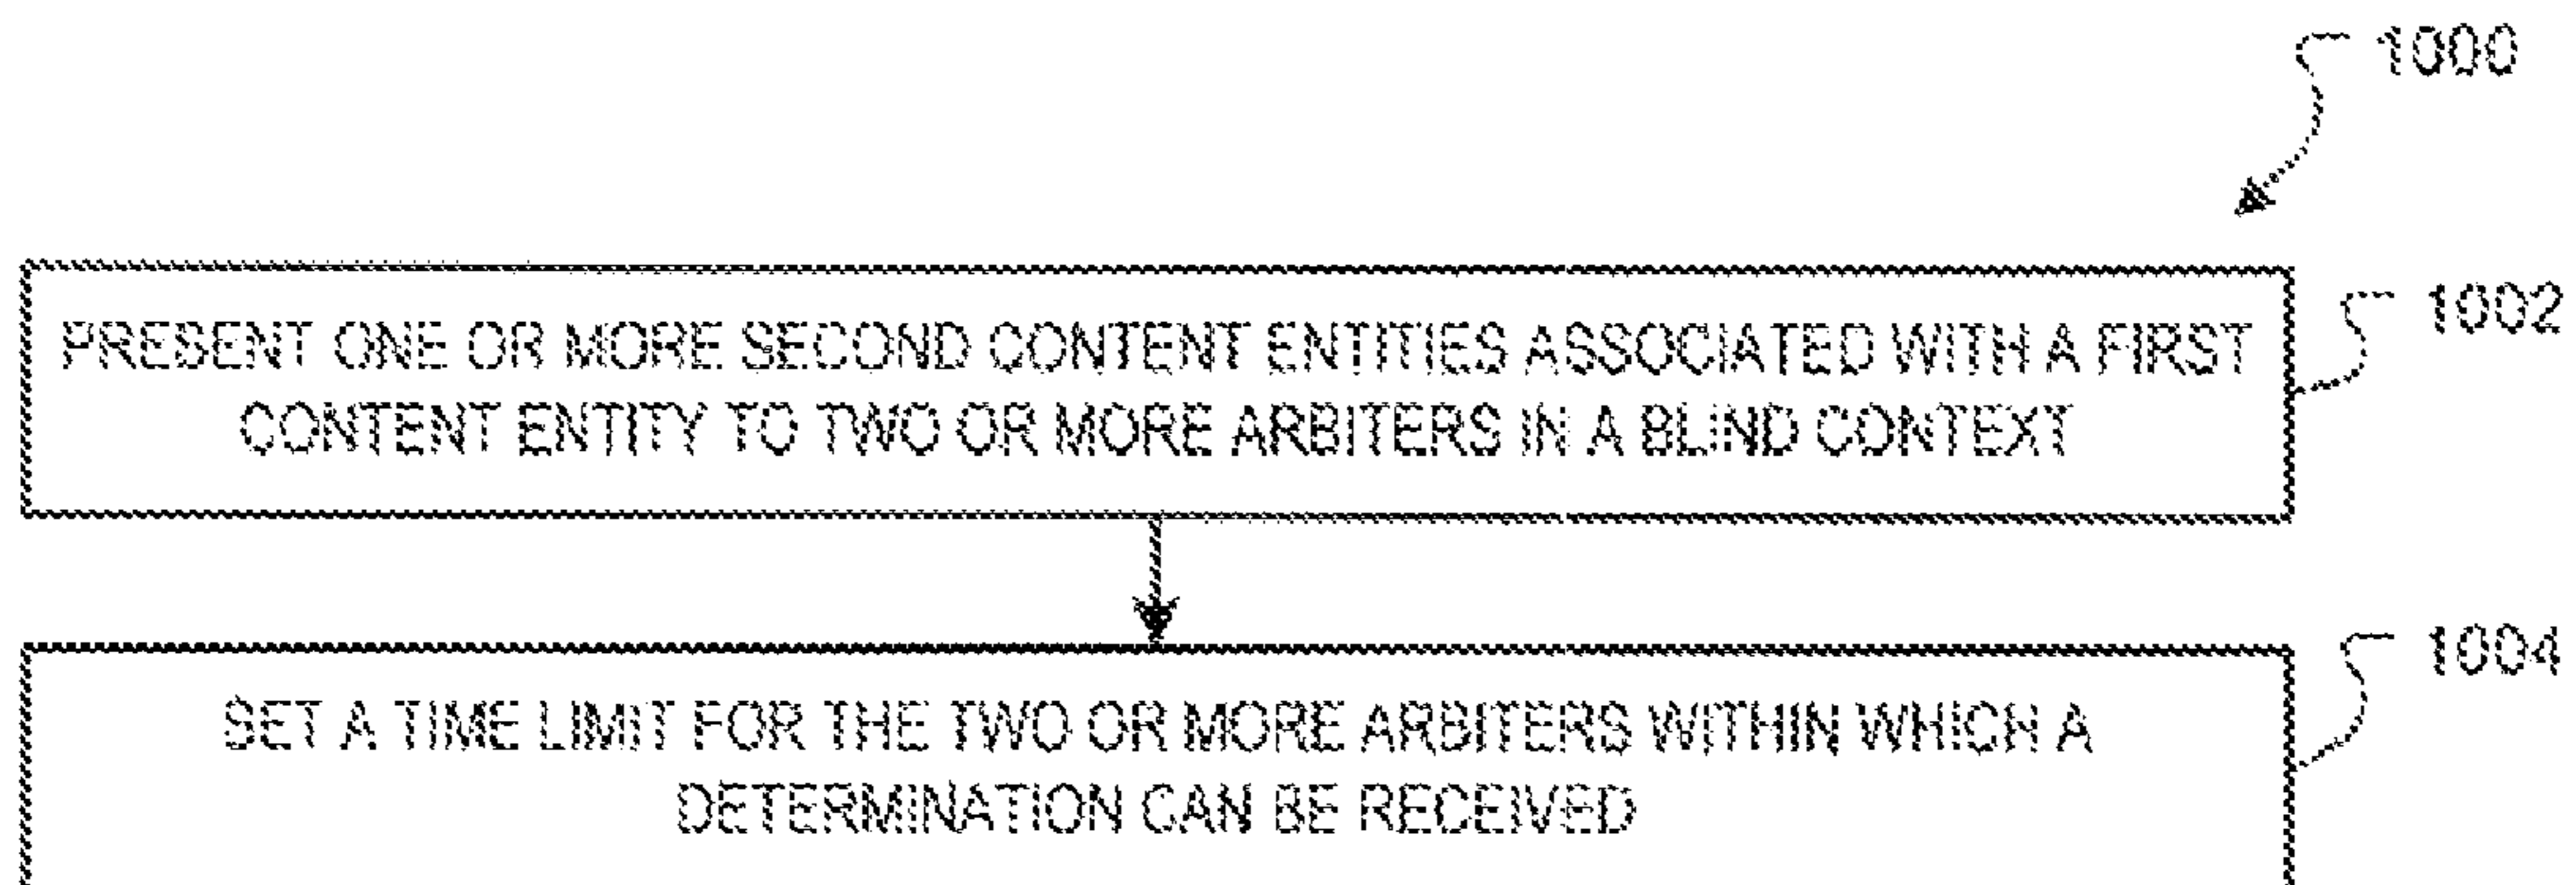 1000
PRESENT ONE OR MORE SECOND CONTENT ENTITIES ASSOCIATED WITH A FIRST
1002
CONTENT ENTITY TO TWO OR MORE ARBITERS IN A BLIND CONTEXT
1004
SET A TIME LIMIT FOR THE TWO OR MORE ARBITERS WITHIN WHICH A
DETERMINATION CAN BE RECEIVED